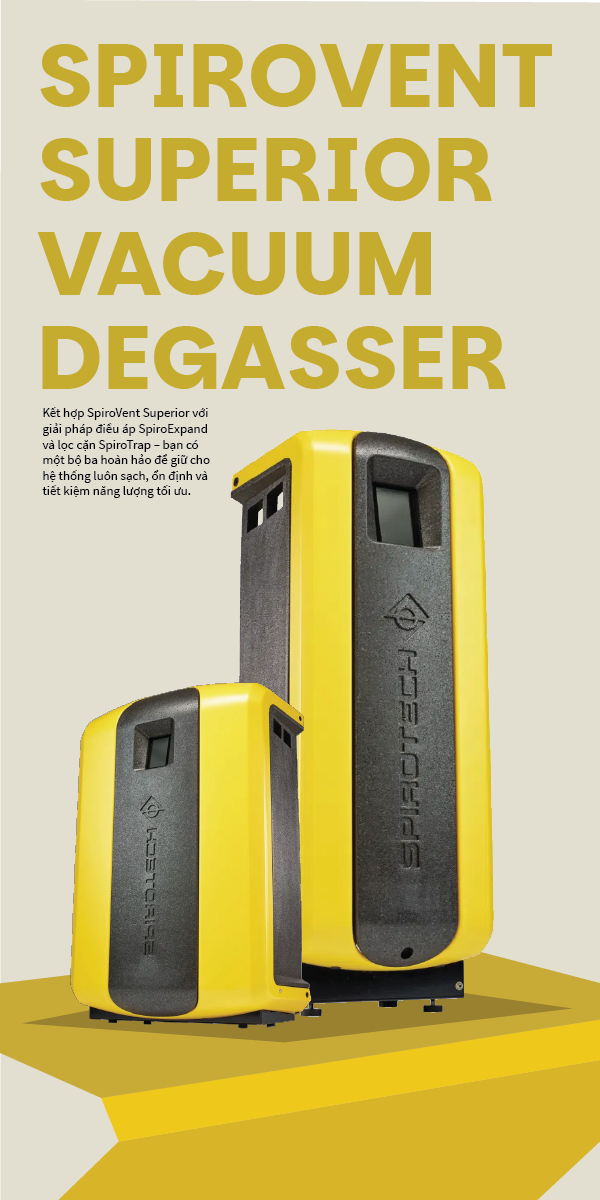 SPIROVENT
SUPERIOR
VACUUM
DEGASSER
Kết hợp SpiroVent Superior với
giải pháp điều áp SpiroExpand
và lọc cặn SpiroTrap – bạn có
một bộ ba hoàn hảo để giữ cho
hệ thống luôn sạch, ổn định và
tiết kiệm năng lượng tối ưu.
SPIROTECH
SPIROTECH